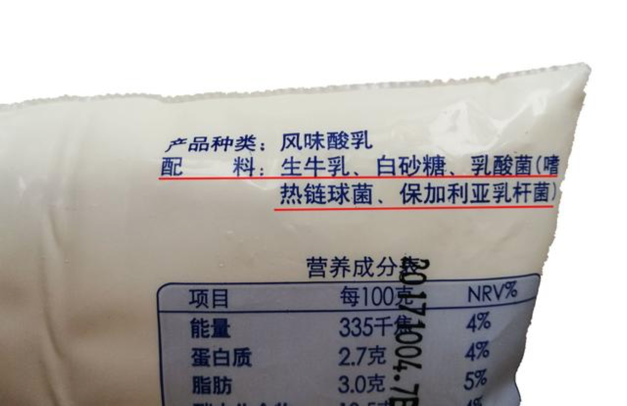 产品种类：风味酸乳
配 料：生牛乳、白砂糖、乳酸菌(嗜
热链球菌、保加利亚乳杆菌)
营养成分表
项目 每100克 NRV%
能量 335千焦 4%
蛋白质 2.7克 4%
脂肪 3.0克 5%
20171004.7